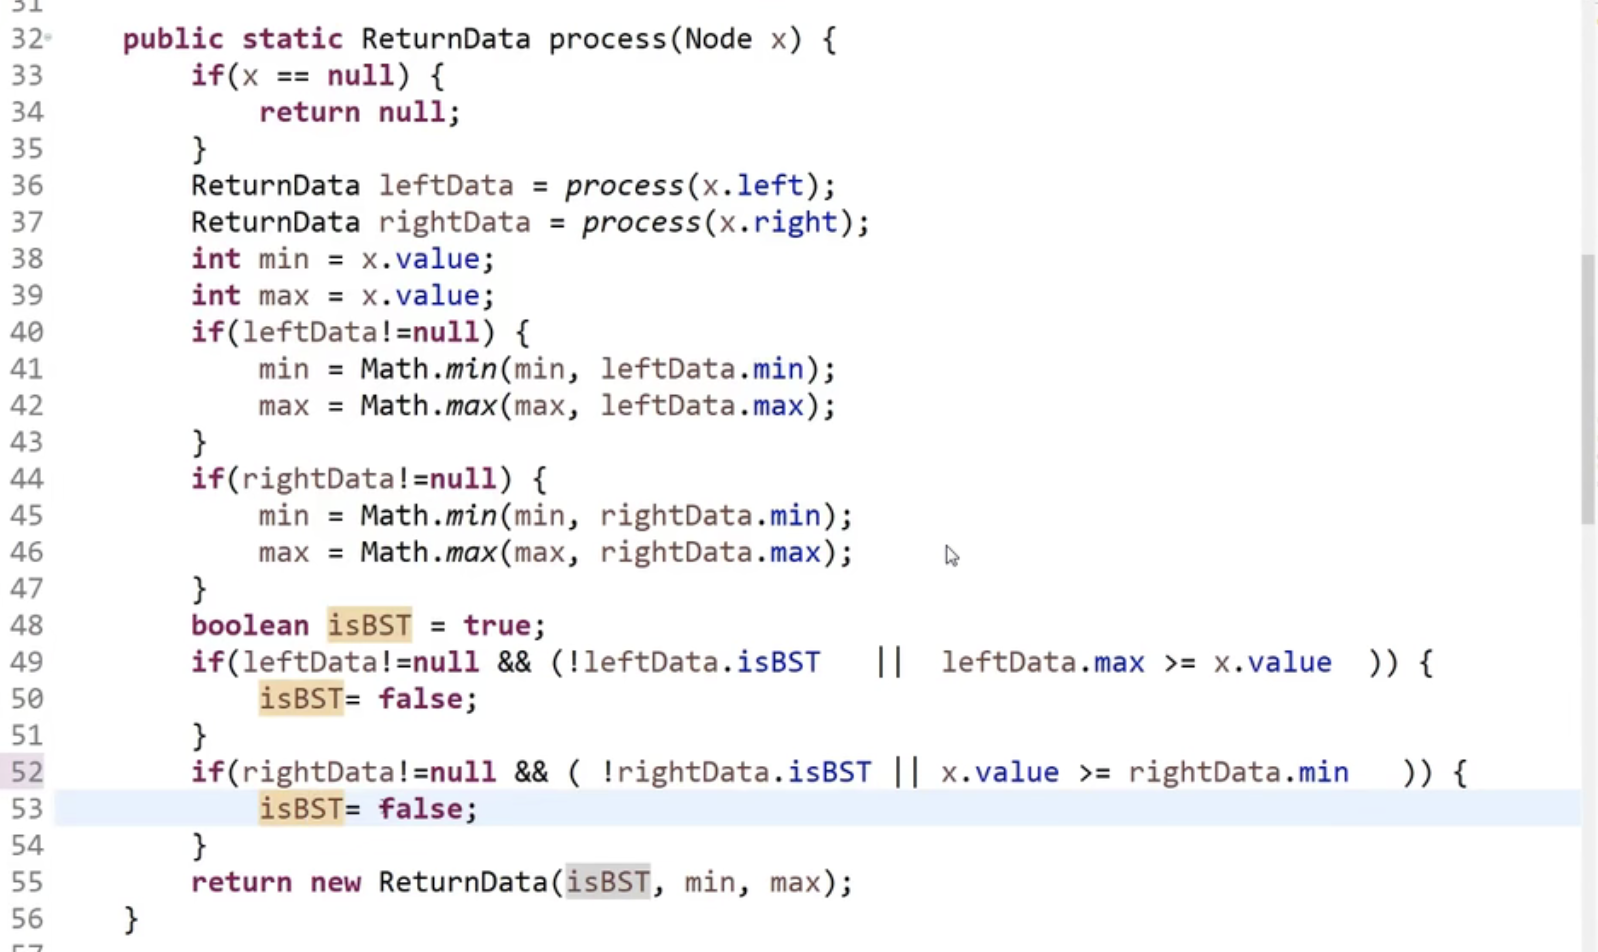 31
32 public static ReturnData process(Node x) {
33 if(x == null) {
34 return null;
35 }
36 ReturnData leftData = process(x.left);
37 ReturnData rightData = process(x.right);
38 int min = x.value;
39 int max = x.value;
40 if(leftData!=null) {
41 min = Math.min(min, leftData.min);
42 max = Math.max(max, leftData.max);
43 }
44 if(rightData!=null) {
45 min = Math.min(min, rightData.min);
46 max = Math.max(max, rightData.max);
47 }
48 boolean isBST = true;
49 if(leftData!=null && (!leftData.isBST || leftData.max >= x.value )) {
50 isBST= false;
51 }
52 if(rightData!=null && ( !rightData.isBST || x.value >= rightData.min )) {
53 isBST= false;
54 }
55 return new ReturnData(isBST, min, max);
56 }
57